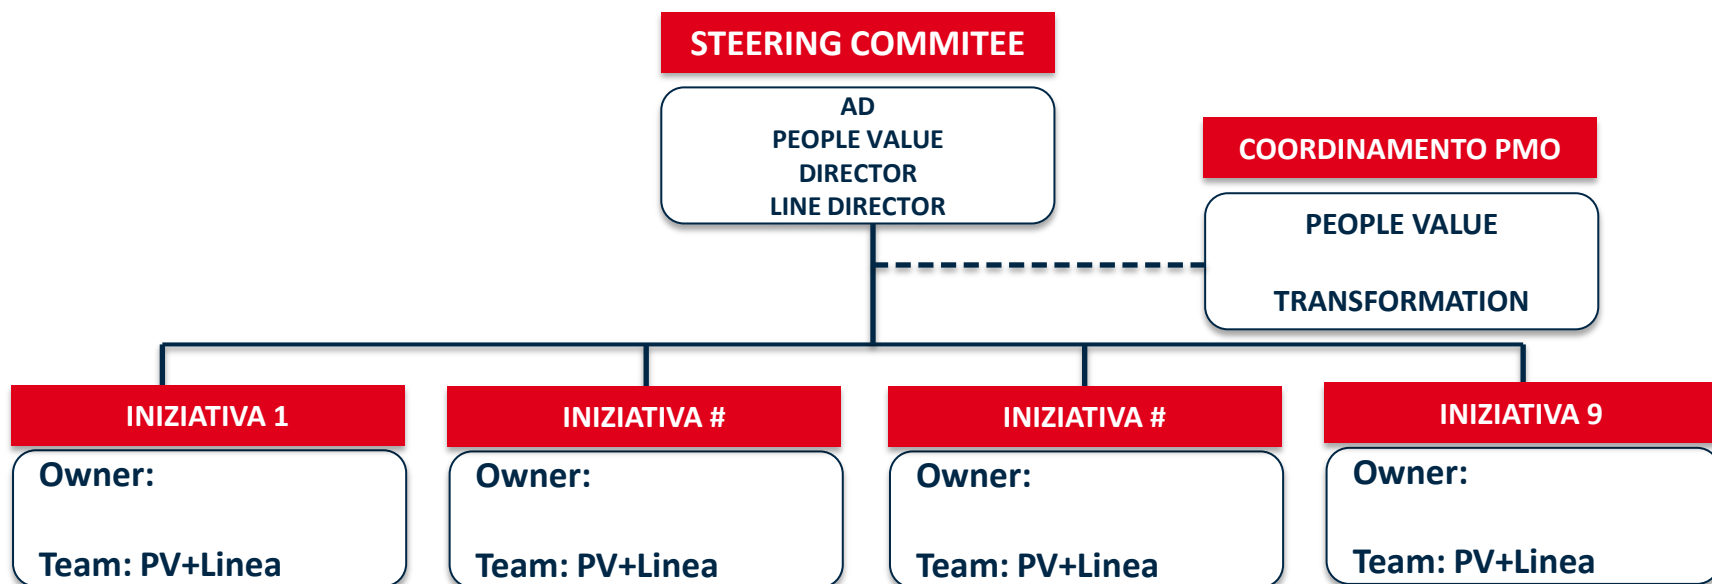 STEERING COMMITEE
AD
PEOPLE VALUE
DIRECTOR
LINE DIRECTOR
COORDINAMENTO PMO
PEOPLE VALUE
TRANSFORMATION
INIZIATIVA 1
Owner:
Team: PV+Linea
INIZIATIVA #
Owner:
Team: PV+Linea
INIZIATIVA #
Owner:
Team: PV+Linea
INIZIATIVA 9
Owner:
Team: PV+Linea